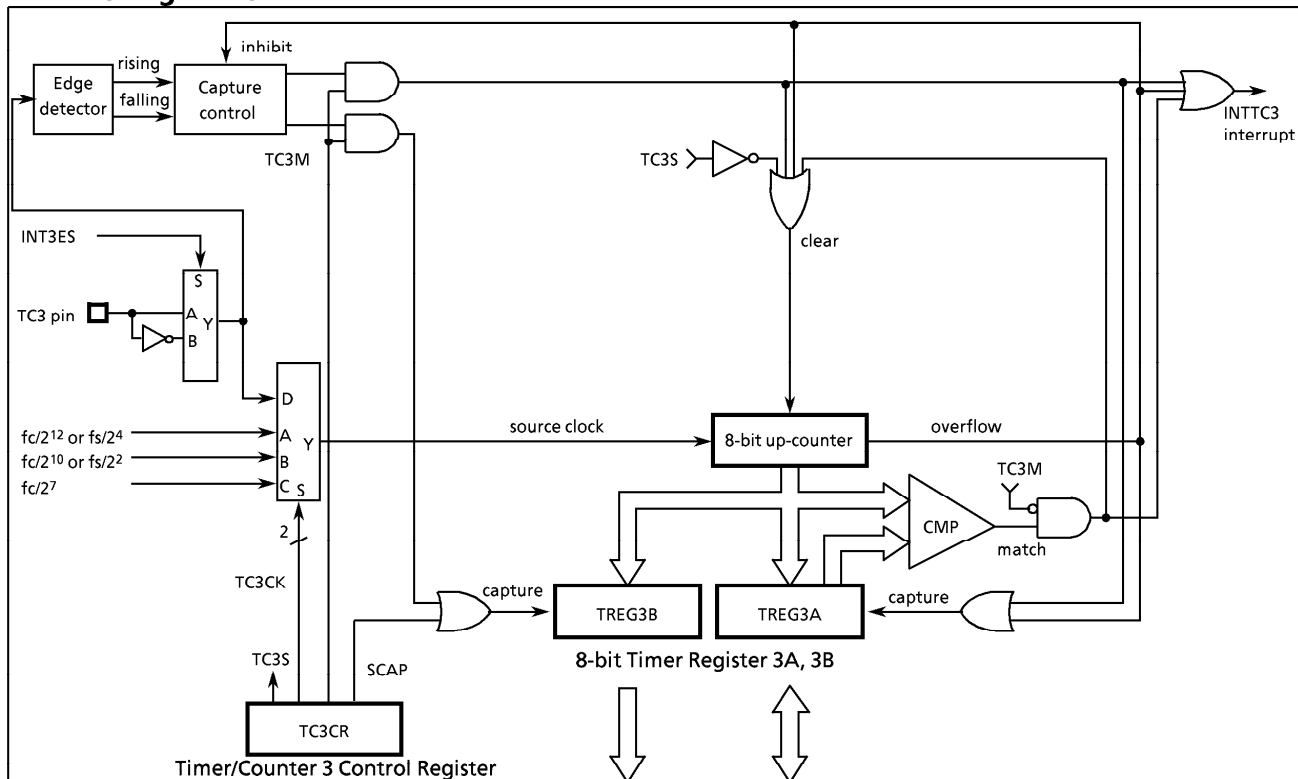 inhibit
Edge
detector
rising
falling
Capture
control
TC3M
TC3S
INTTC3
interrupt
clear
INT3ES
S
TC3 pin
A
Y
B
D
fc/2¹² or fs/2⁴
A
Y
fc/2¹⁰ or fs/2²
B
fc/2⁷
C
S
source clock
8-bit up-counter
overflow
TC3M
CMP
match
2
TC3CK
capture
TREG3B
TREG3A
capture
8-bit Timer Register 3A, 3B
TC3S
SCAP
TC3CR
Timer/Counter 3 Control Register